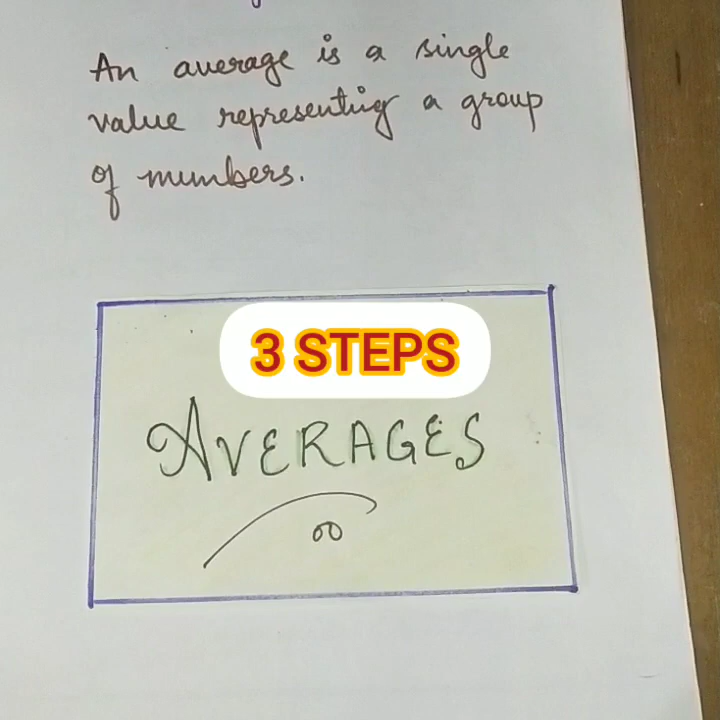 An average is a single
value representing a group
of numbers.
3 STEPS
AVERAGES